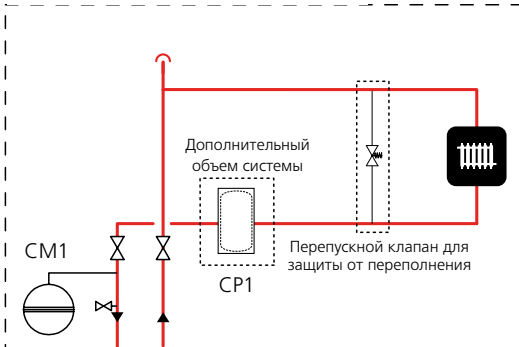 Дополнительный
объем системы
CM1
CP1
Перепускной клапан для
защиты от переполнения